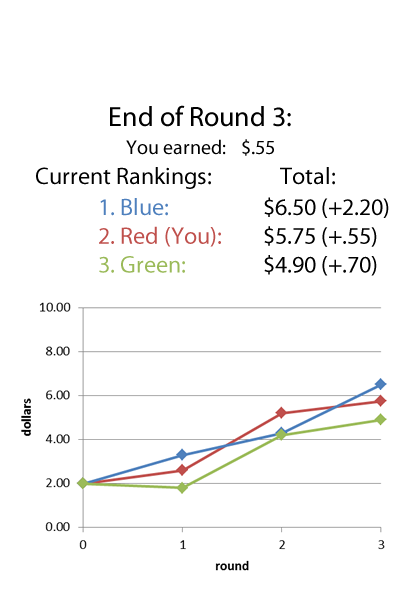 End of Round 3:
You earned: $.55
Current Rankings: Total:
1. Blue: $6.50 (+2.20)
2. Red (You): $5.75 (+.55)
3. Green: $4.90 (+.70)
10.00
8.00
6.00
4.00
2.00
0.00
dollars
0 1 2 3
round